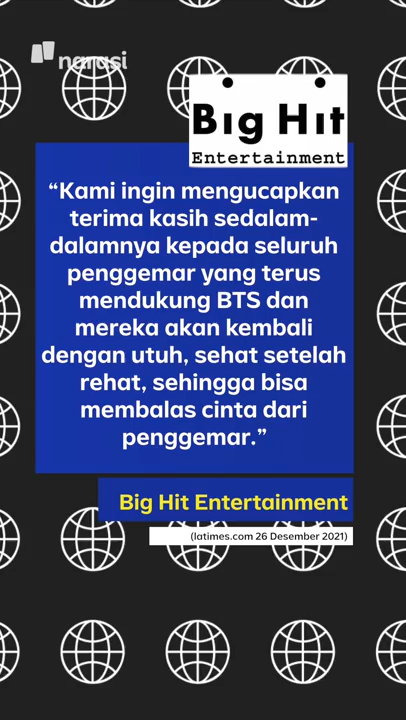 narasi
Big Hit
Entertainment
“Kami ingin mengucapkan
terima kasih sedalam-
dalamnya kepada seluruh
penggemar yang terus
mendukung BTS dan
mereka akan kembali
dengan utuh, sehat setelah
rehat, sehingga bisa
membalas cinta dari
penggemar.”
Big Hit Entertainment
(latimes.com 26 Desember 2021)